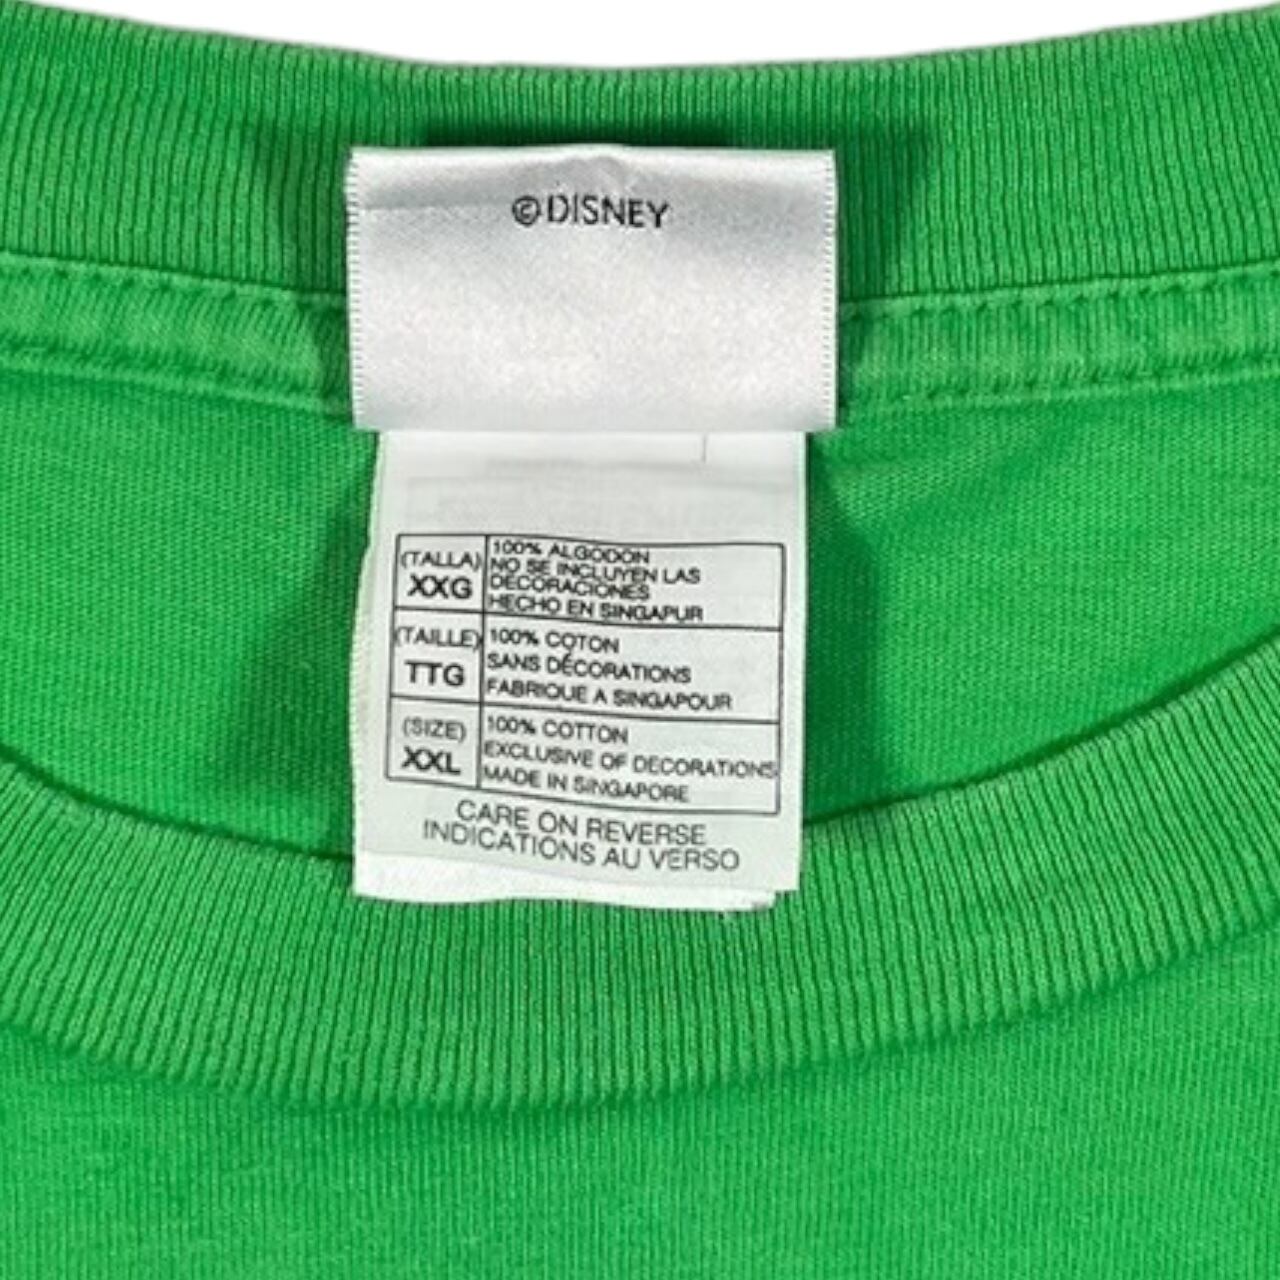 ©DISNEY
(TALLA)
XXG
100% ALGODON
NO SE INCLUYEN LAS
DECORACIONES
HECHO EN SINGAPUR
(TAILLE)
TTG
100% COTON
SANS DÉCORATIONS
FABRIQUE A SINGAPOUR
(SIZE)
XXL
100% COTTON
EXCLUSIVE OF DECORATIONS
MADE IN SINGAPORE
CARE ON REVERSE
INDICATIONS AU VERSO